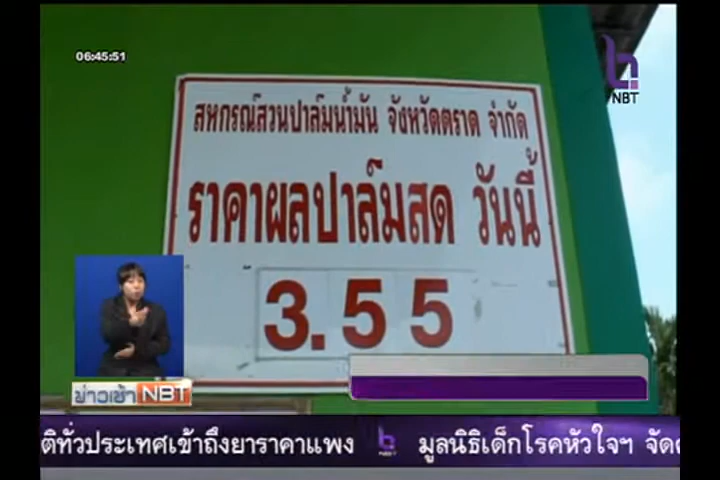 06:45:51
NBT
สหกรณ์สวนปาล์มน้ำมัน จังหวัดตราด จำกัด
ราคาผลปาล์มสด วันนี้
3.55
ข่าวเช้า NBT
ติทั่วประเทศเข้าถึงยาราคาแพง NBT มูลนิธิเด็กโรคหัวใจฯ จัด